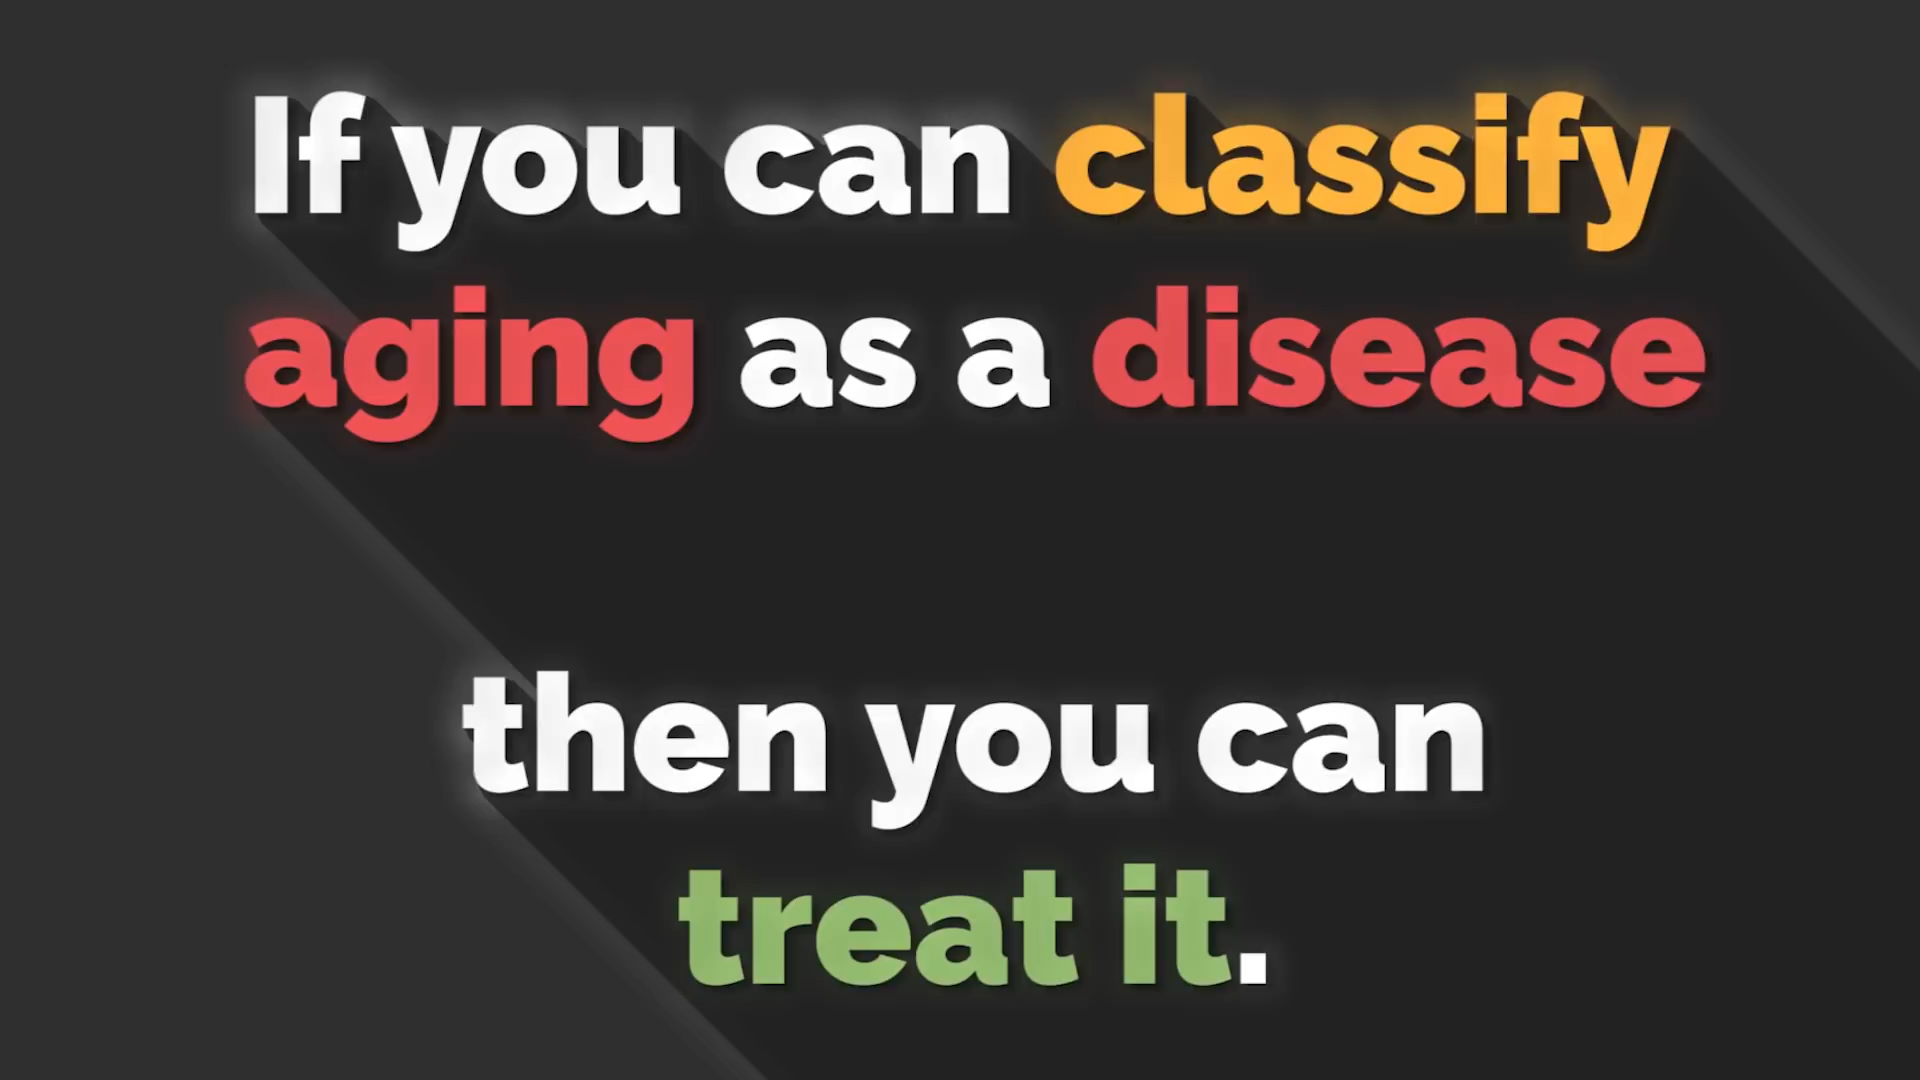 If you can classify
aging as a disease
then you can
treat it.